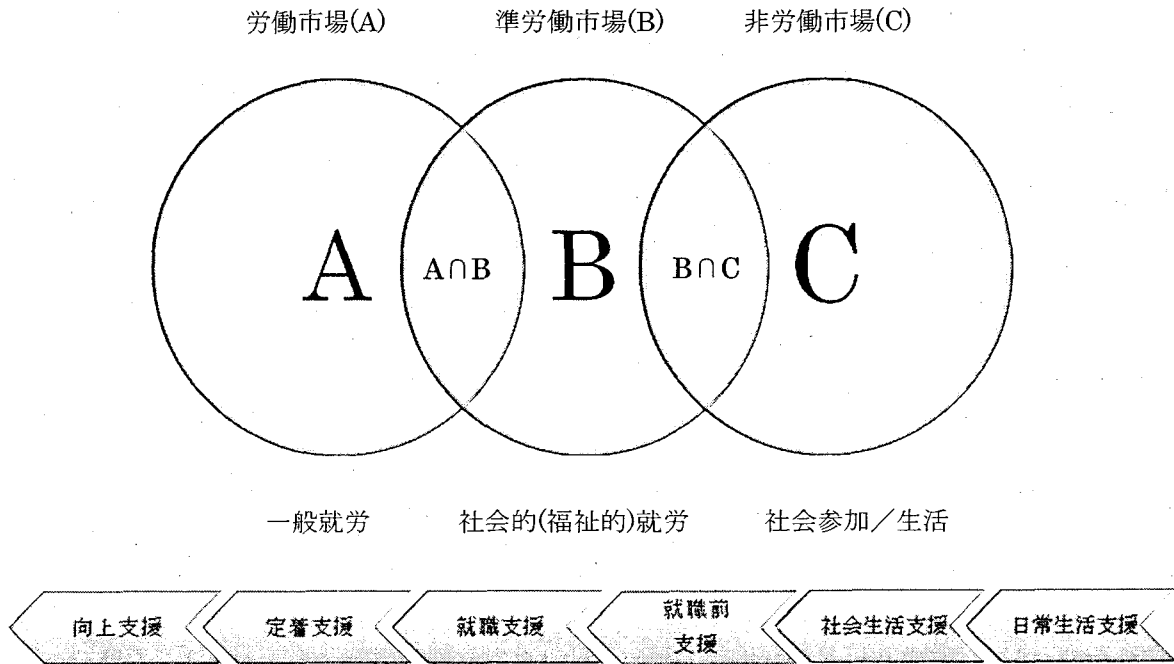 労働市場(A) 準労働市場(B) 非労働市場(C)
A A∩B B B∩C C
一般就労 社会的(福祉的)就労 社会参加／生活
向上支援 定着支援 就職支援 就職前 社会生活支援 日常生活支援
支援